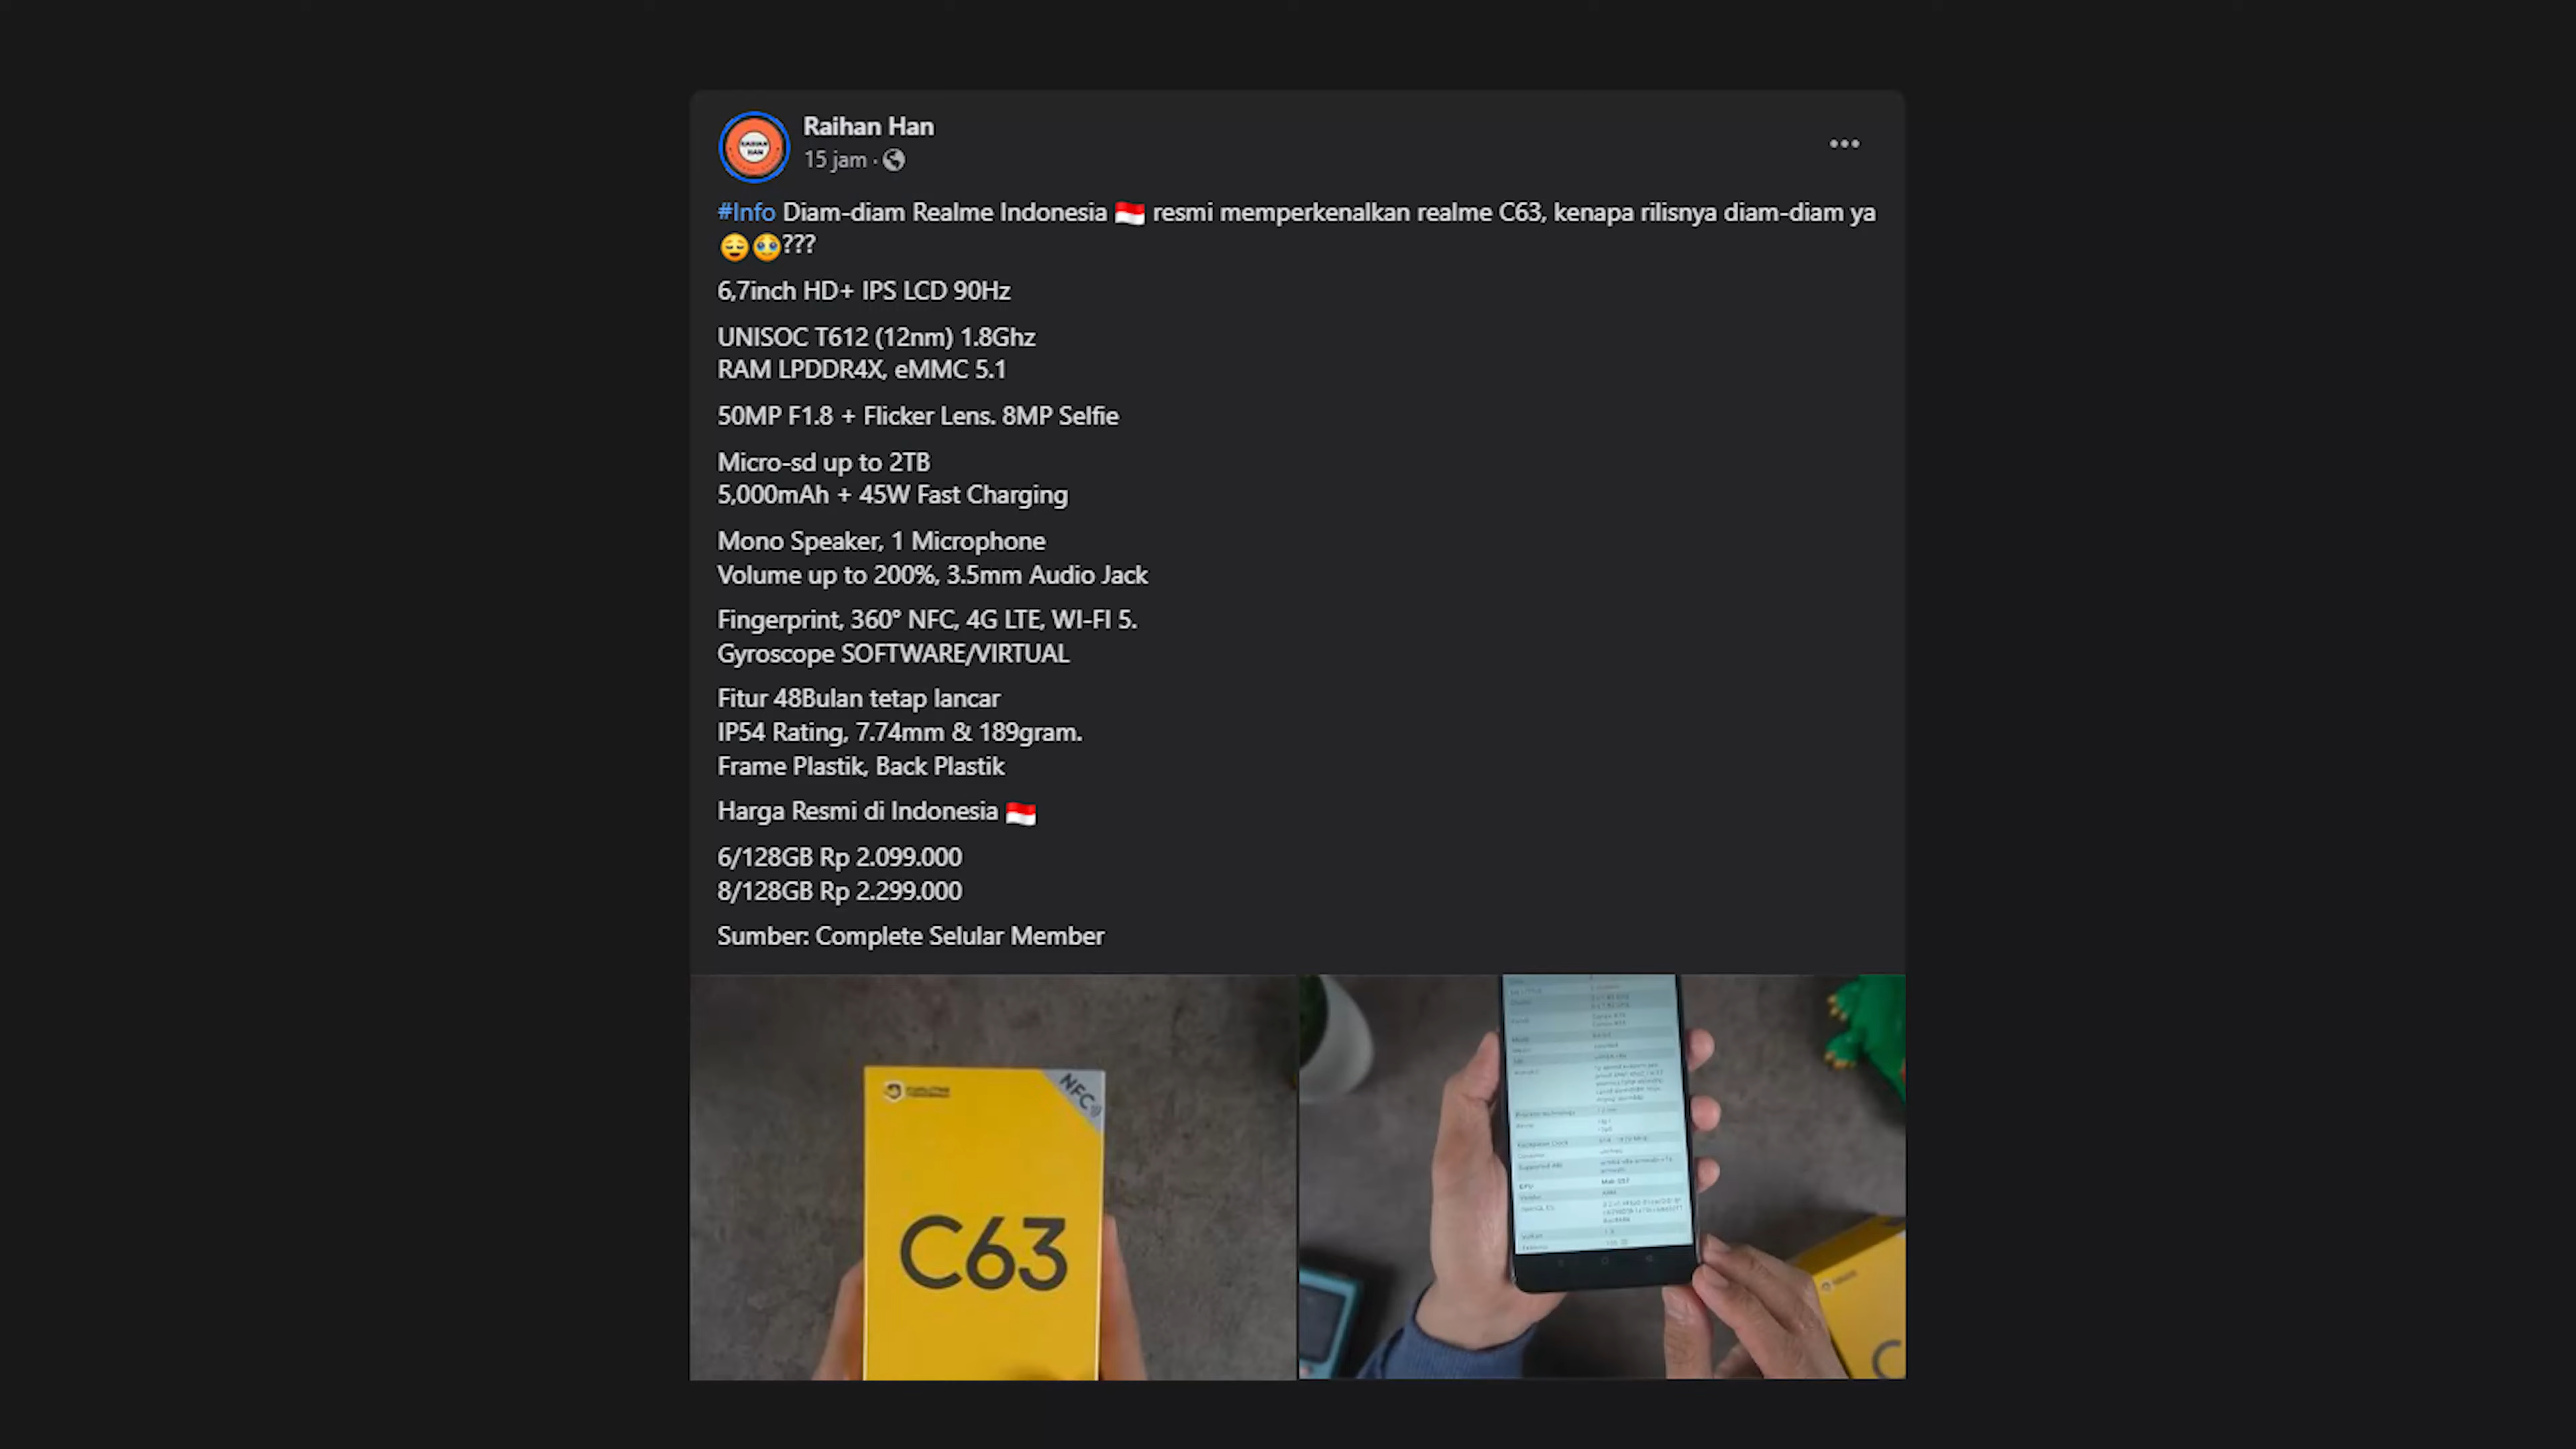 Raihan Han
15 jam ·
#Info Diam-diam Realme Indonesia 🇮🇩 resmi memperkenalkan realme C63, kenapa rilisnya diam-diam ya
😌🥹???
6,7inch HD+ IPS LCD 90Hz
UNISOC T612 (12nm) 1.8Ghz
RAM LPDDR4X, eMMC 5.1
50MP F1.8 + Flicker Lens. 8MP Selfie
Micro-sd up to 2TB
5,000mAh + 45W Fast Charging
Mono Speaker, 1 Microphone
Volume up to 200%, 3.5mm Audio Jack
Fingerprint, 360° NFC, 4G LTE, WI-FI 5.
Gyroscope SOFTWARE/VIRTUAL
Fitur 48Bulan tetap lancar
IP54 Rating, 7.74mm & 189gram.
Frame Plastik, Back Plastik
Harga Resmi di Indonesia 🇮🇩
6/128GB Rp 2.099.000
8/128GB Rp 2.299.000
Sumber: Complete Selular Member
NFC
C63